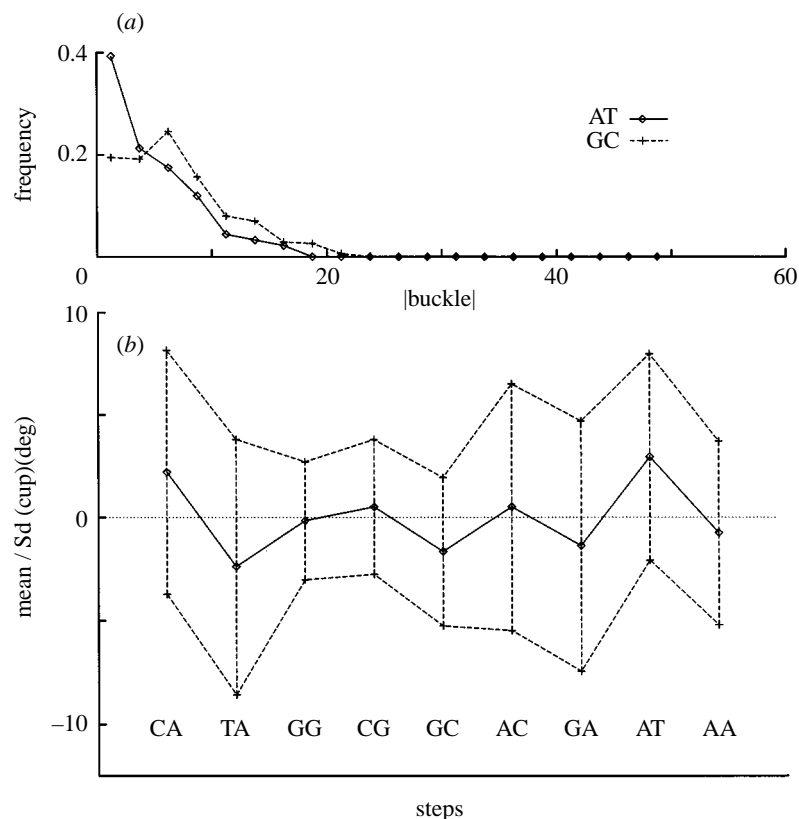 (a)
0.4
0.2
0
frequency
AT
GC
20
40
60
|buckle|
10
(b)
0
–10
mean / Sd (cup)(deg)
CA TA GG CG GC AC GA AT AA
steps